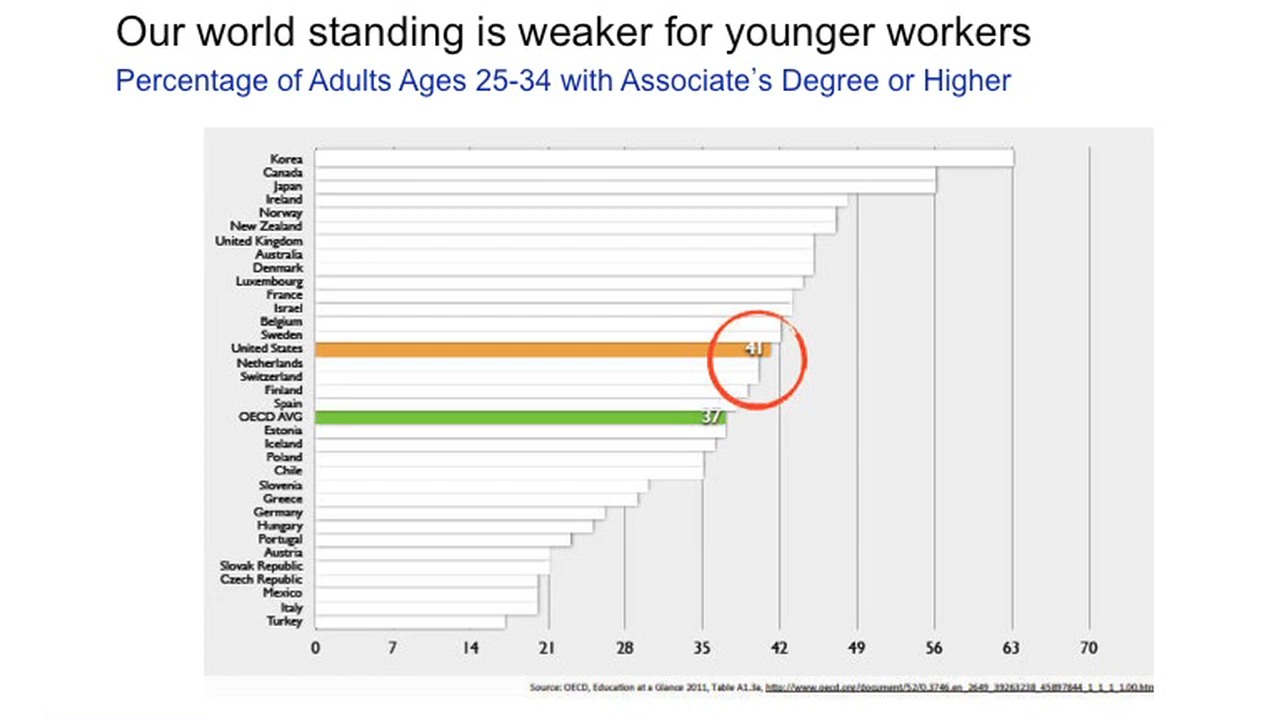 Our world standing is weaker for younger workers
Percentage of Adults Ages 25-34 with Associate’s Degree or Higher
Korea
Canada
Japan
Ireland
Norway
New Zealand
United Kingdom
Australia
Denmark
Luxembourg
France
Israel
Belgium
Sweden
United States 41
Netherlands
Switzerland
Finland
Spain
OECD AVG 37
Estonia
Iceland
Poland
Chile
Slovenia
Greece
Germany
Hungary
Portugal
Austria
Slovak Republic
Czech Republic
Mexico
Italy
Turkey
0 7 14 21 28 35 42 49 56 63 70
Source: OECD, Education at a Glance 2011, Table A1.3a,